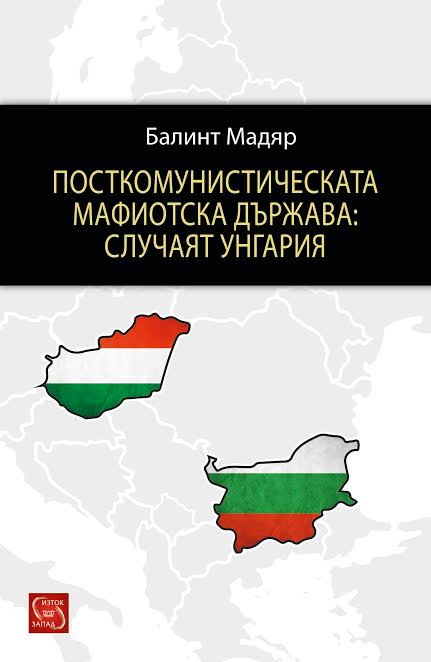 Балинт Мадяр
ПОСТКОМУНИСТИЧЕСКАТА
МАФИОТСКА ДЪРЖАВА:
СЛУЧАЯТ УНГАРИЯ
ИЗТОК
ЗАПАД